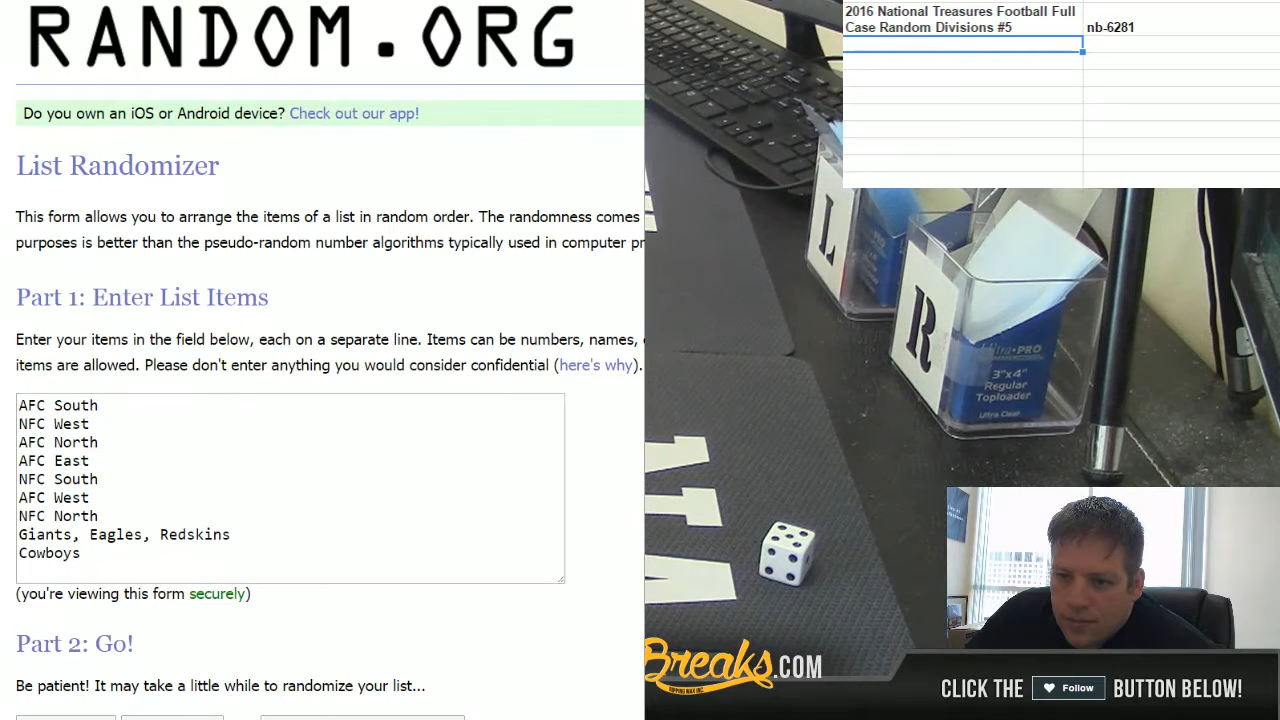 RANDOM.ORG
Do you own an iOS or Android device? Check out our app!
List Randomizer
This form allows you to arrange the items of a list in random order. The randomness comes
purposes is better than the pseudo-random number algorithms typically used in computer
Part 1: Enter List Items
Enter your items in the field below, each on a separate line. Items can be numbers, names,
items are allowed. Please don't enter anything you would consider confidential (here's why).
AFC South
NFC West
AFC North
AFC East
NFC South
AFC West
NFC North
Giants, Eagles, Redskins
Cowboys
(you're viewing this form securely)
Part 2: Go!
Be patient! It may take a little while to randomize your list...
2016 National Treasures Football Full
Case Random Divisions #5
nb-6281
L
R
Ultra•PRO
3"x4"
Regular
Toploader
Ultra Clear
Breaks.COM
CLICK THE Follow BUTTON BELOW!